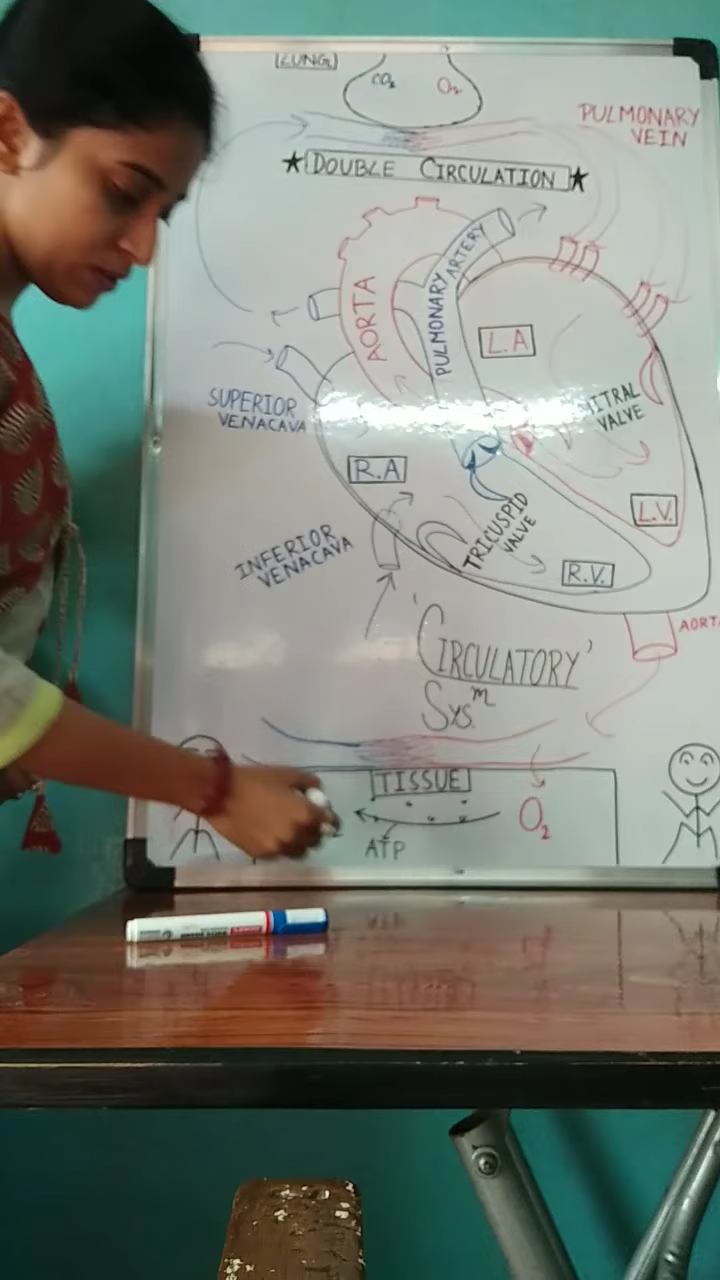 LUNG
CO2
O2
PULMONARY
VEIN
★DOUBLE CIRCULATION★
AORTA
PULMONARY
ARTERY
L.A
SUPERIOR
VENACAVA
MITRAL
VALVE
R.A
L.V.
TRICUSPID
VALVE
INFERIOR
VENACAVA
R.V.
AORTA
'CIRCULATORY'
Sys.m
TISSUE
O2
ATP